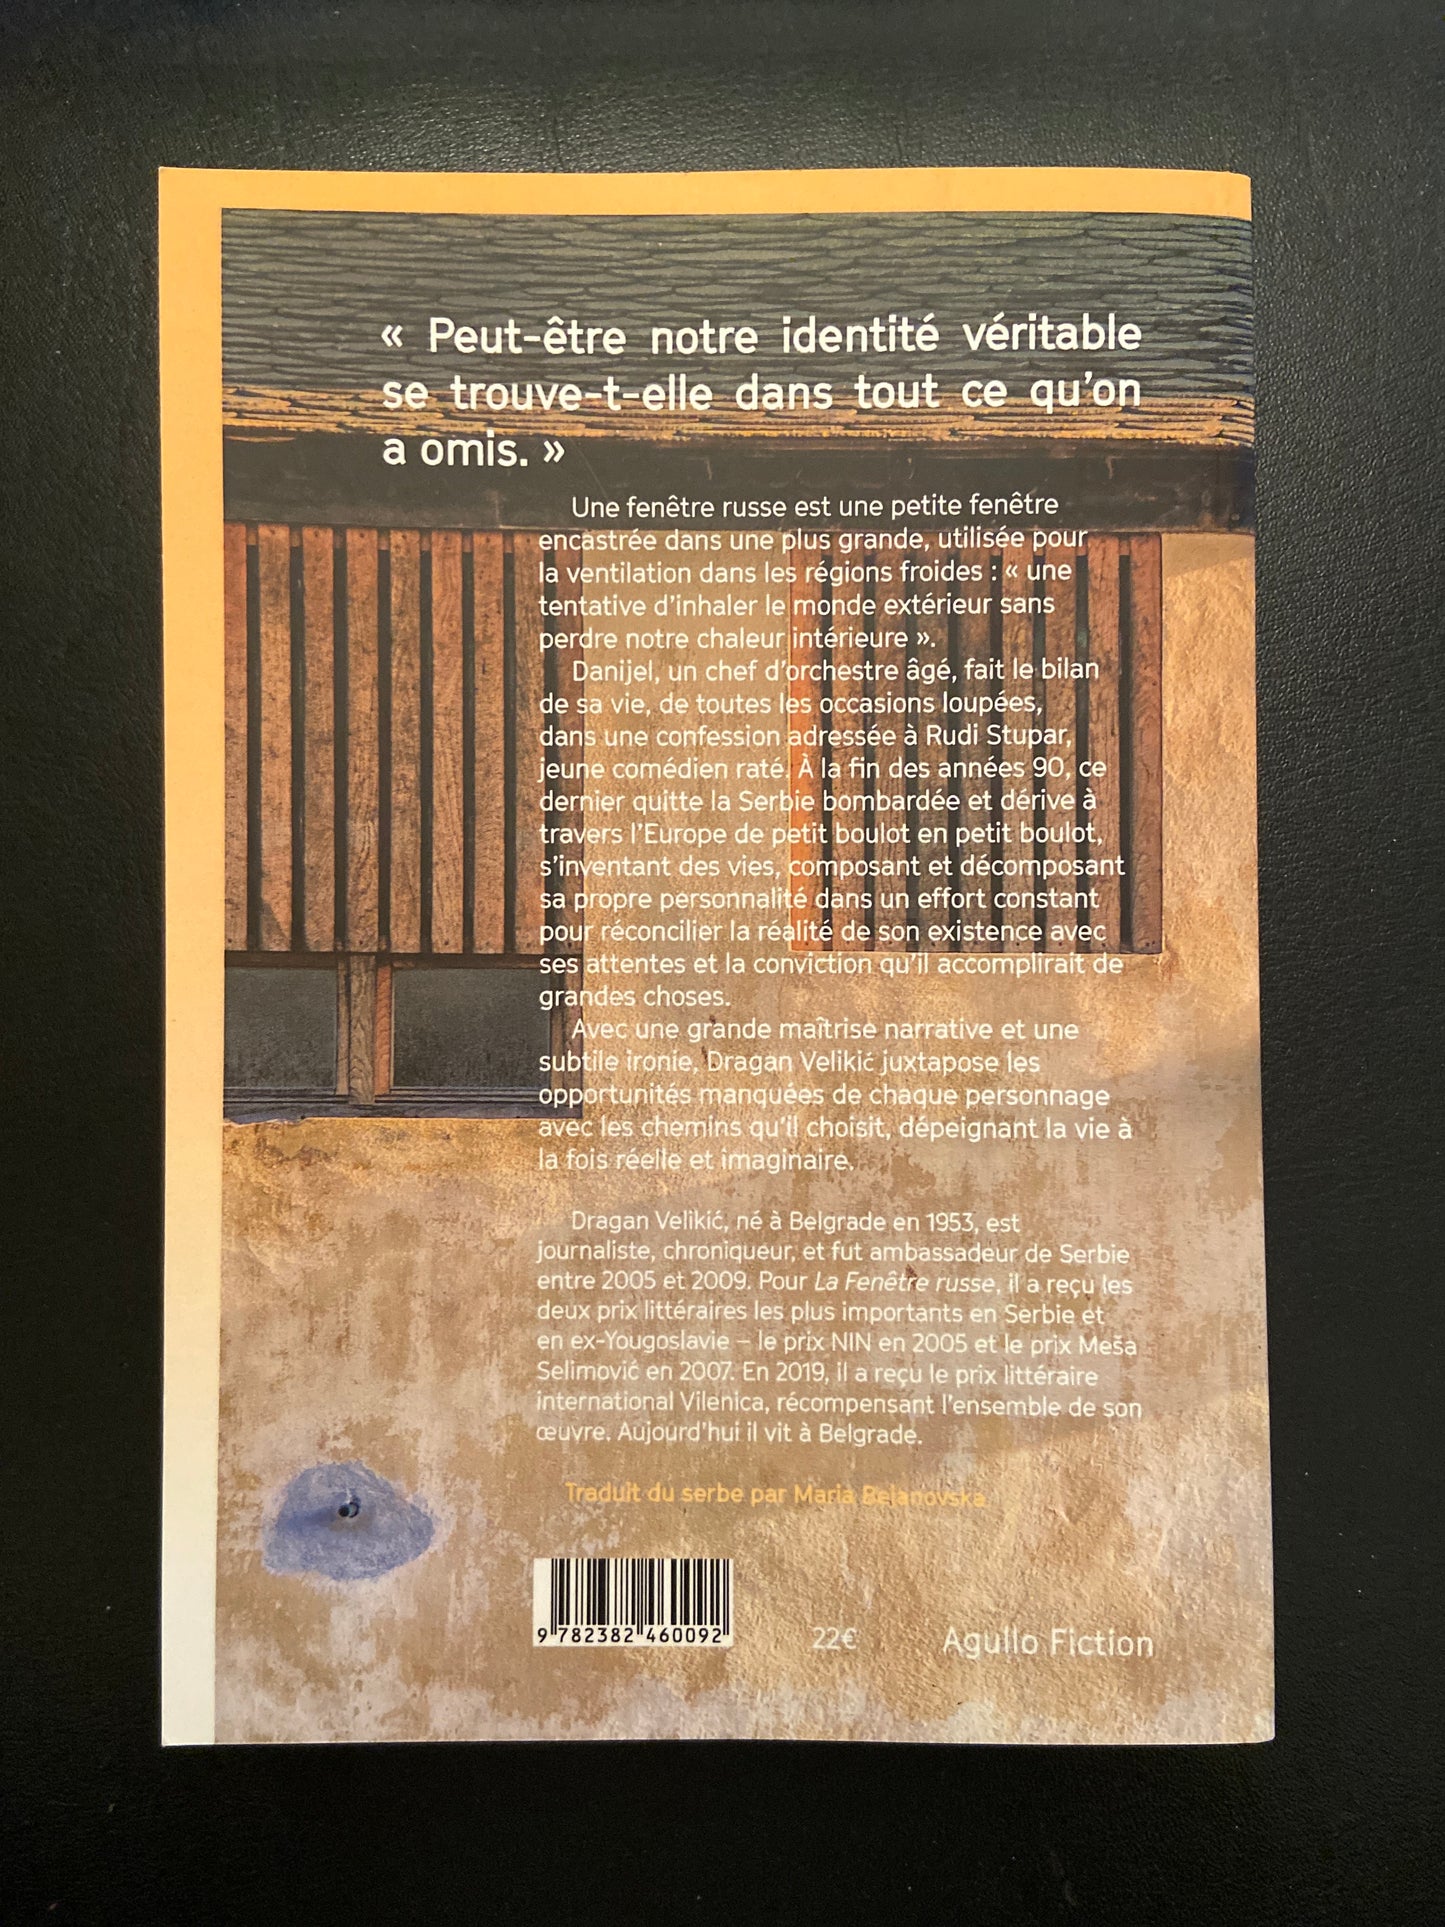 « Peut-être notre identité véritable
se trouve-t-elle dans tout ce qu'on
a omis. »
Une fenêtre russe est une petite fenêtre
encastrée dans une plus grande, utilisée pour
la ventilation dans les régions froides : « une
tentative d'inhaler le monde extérieur sans
perdre notre chaleur intérieure ».
Danijel, un chef d'orchestre âgé, fait le bilan
de sa vie, de toutes les occasions loupées,
dans une confession adressée à Rudi Stupar,
jeune comédien raté. À la fin des années 90, ce
dernier quitte la Serbie bombardée et dérive à
travers l'Europe de petit boulot en petit boulot,
s'inventant des vies, composant et décomposant
sa propre personnalité dans un effort constant
pour réconcilier la réalité de son existence avec
ses attentes et la conviction qu'il accomplirait de
grandes choses.
Avec une grande maîtrise narrative et une
subtile ironie, Dragan Velikić juxtapose les
opportunités manquées de chaque personnage
avec les chemins qu'il choisit, dépeignant la vie à
la fois réelle et imaginaire.
Dragan Velikić, né à Belgrade en 1953, est
journaliste, chroniqueur, et fut ambassadeur de Serbie
entre 2005 et 2009. Pour La Fenêtre russe, il a reçu les
deux prix littéraires les plus importants en Serbie et
en ex-Yougoslavie – le prix NIN en 2005 et le prix Meša
Selimović en 2007. En 2019, il a reçu le prix littéraire
international Vilenica, récompensant l'ensemble de son
œuvre. Aujourd'hui il vit à Belgrade.
Traduit du serbe par Maria Bejanovska
9 782382 460092
22€
Agullo Fiction